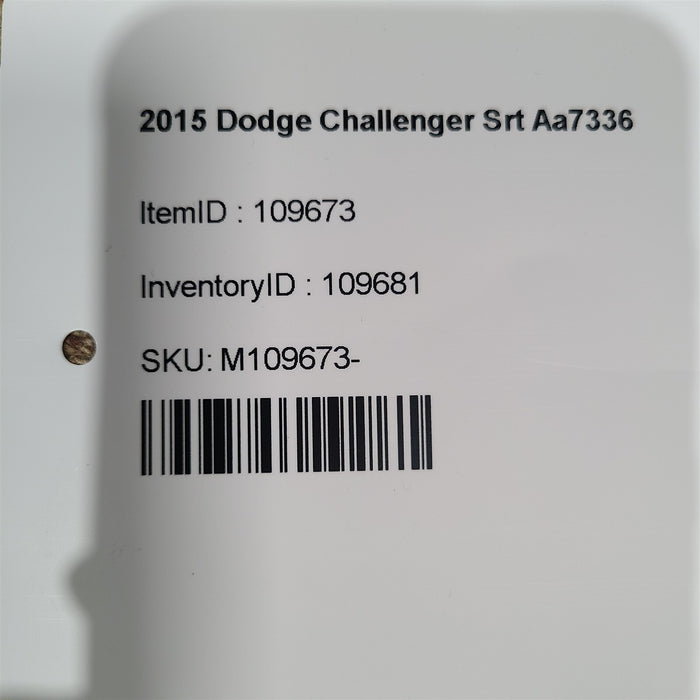 2015 Dodge Challenger Srt Aa7336
ItemID : 109673
InventoryID : 109681
SKU: M109673-